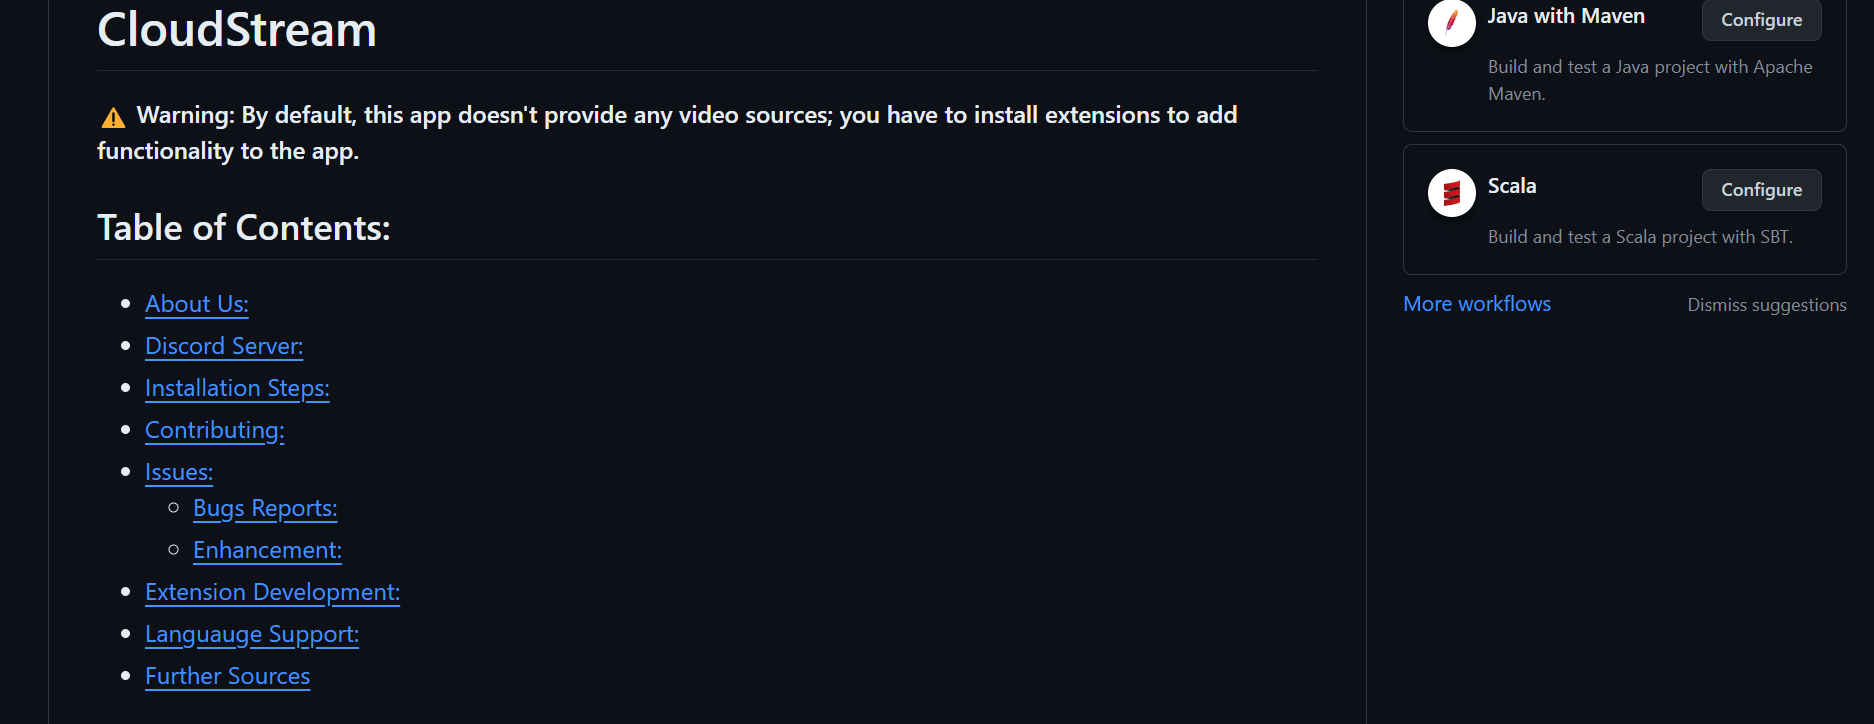 CloudStream
⚠ Warning: By default, this app doesn't provide any video sources; you have to install extensions to add
functionality to the app.
Table of Contents:
About Us:
Discord Server:
Installation Steps:
Contributing:
Issues:
Bugs Reports:
Enhancement:
Extension Development:
Languauge Support:
Further Sources
Java with Maven
Configure
Build and test a Java project with Apache
Maven.
Scala
Configure
Build and test a Scala project with SBT.
More workflows
Dismiss suggestions